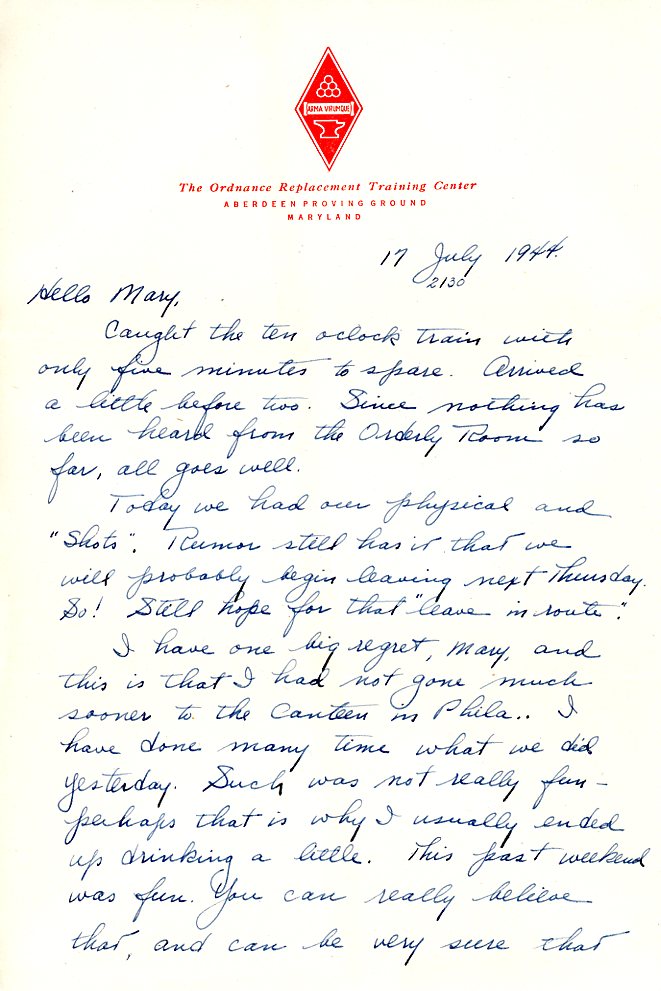 ARMA VIRUMQUE
The Ordnance Replacement Training Center
ABERDEEN PROVING GROUND
MARYLAND
17 July 1944.
2130
Hello Mary,
Caught the ten oclock train with
only five minutes to spare. Arrived
a little before two. Since nothing has
been heard from the Orderly Room so
far, all goes well.
Today we had our physical and
"Shots". Rumor still has it that we
will probably begin leaving next Thursday.
So! Still hope for that "leave in route".
I have one big regret, Mary, and
this is that I had not gone much
sooner to the Canteen in Phila.. I
have done many time what we did
yesterday. Such was not really fun -
perhaps that is why I usually ended
up drinking a little. This past weekend
was fun. You can really believe
that, and can be very sure that